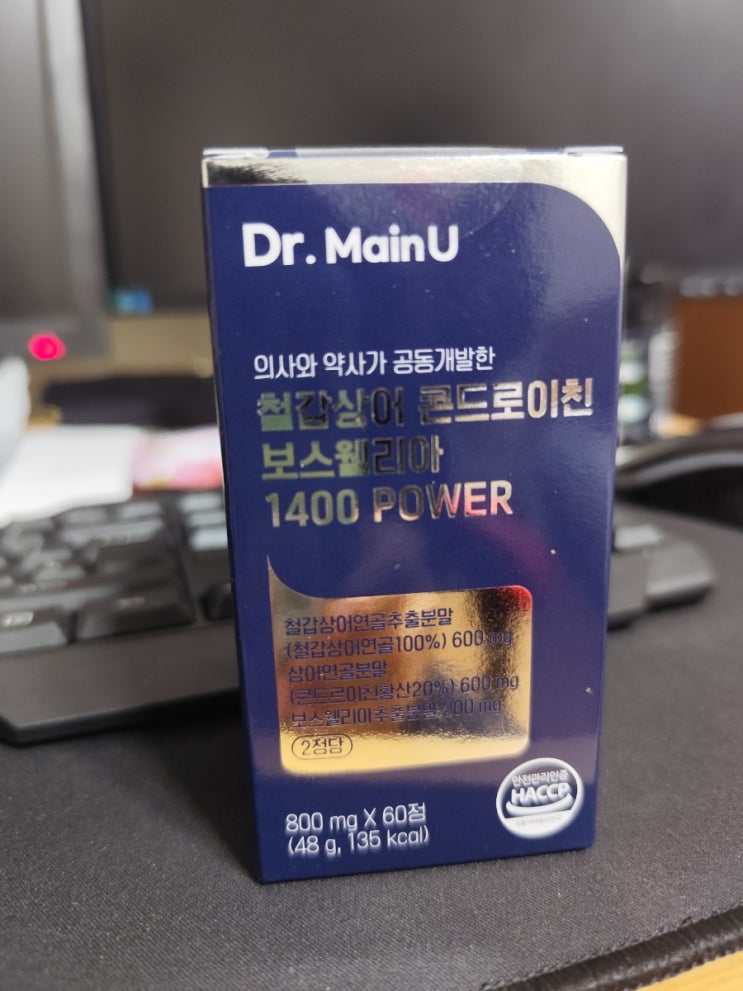 Dr. MainU
의사와 약사가 공동개발한
철갑상어 콘드로이친
보스웰리아
1400 POWER
철갑상어연골추출분말
(철갑상어연골100%) 600 mg
상어연골분말
(콘드로이친황산20%) 600 mg
보스웰리아추출분말 200 mg
2정당
안전관리인증
HACCP
800 mg X 60정
(48 g, 135 kcal)